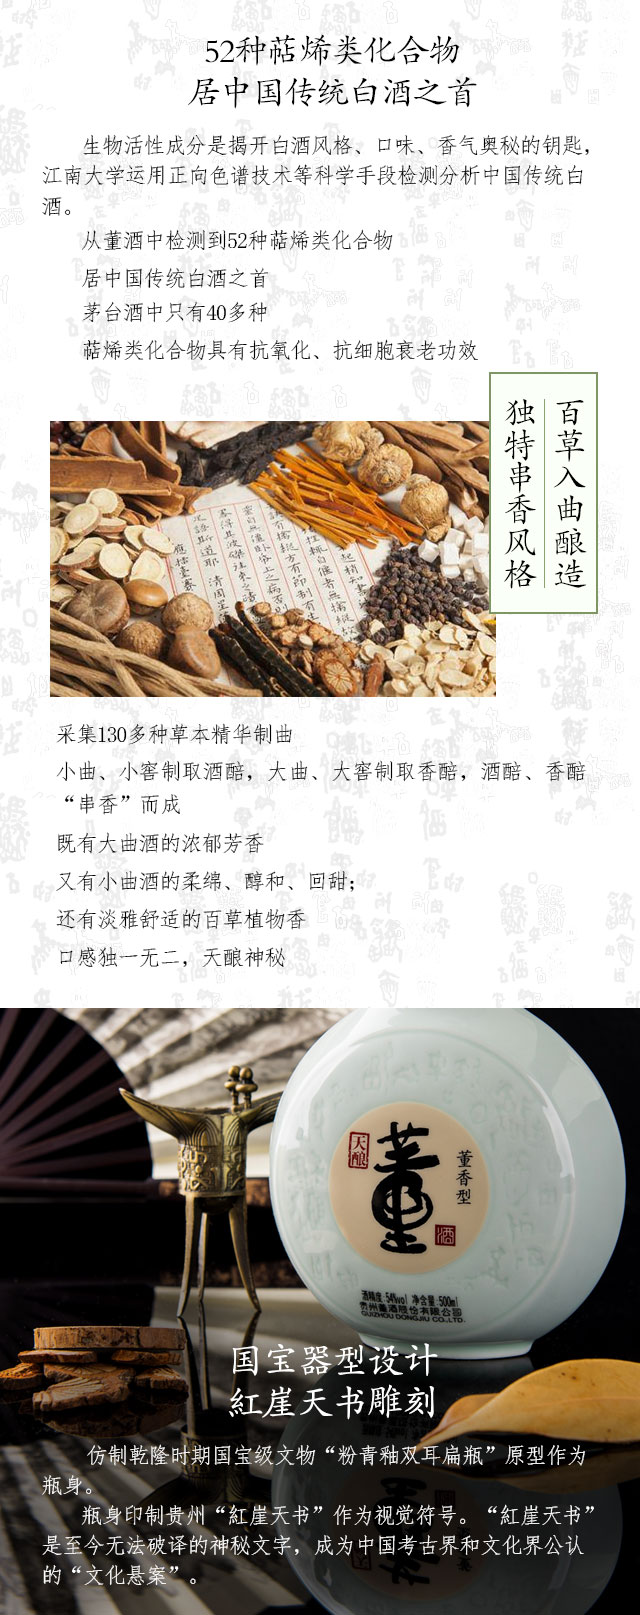 52种萜烯类化合物
居中国传统白酒之首
生物活性成分是揭开白酒风格、口味、香气奥秘的钥匙，
江南大学运用正向色谱技术等科学手段检测分析中国传统白
酒。
从董酒中检测到52种萜烯类化合物
居中国传统白酒之首
茅台酒中只有40多种
萜烯类化合物具有抗氧化、抗细胞衰老功效
百草入曲酿造
独特串香风格
采集130多种草本精华制曲
小曲、小窖制取酒醅，大曲、大窖制取香醅，酒醅、香醅
“串香”而成
既有大曲酒的浓郁芳香
又有小曲酒的柔绵、醇和、回甜；
还有淡雅舒适的百草植物香
口感独一无二，天酿神秘
天酿
董
董香型
酒
酒精度：54%vol 净含量：500ml
贵州董酒股份有限公司
GUIZHOU DONGJIU CO.,LTD.
国宝器型设计
紅崖天书雕刻
仿制乾隆时期国宝级文物“粉青釉双耳扁瓶”原型作为
瓶身。
瓶身印制贵州“紅崖天书”作为视觉符号。“紅崖天书”
是至今无法破译的神秘文字，成为中国考古界和文化界公认
的“文化悬案”。